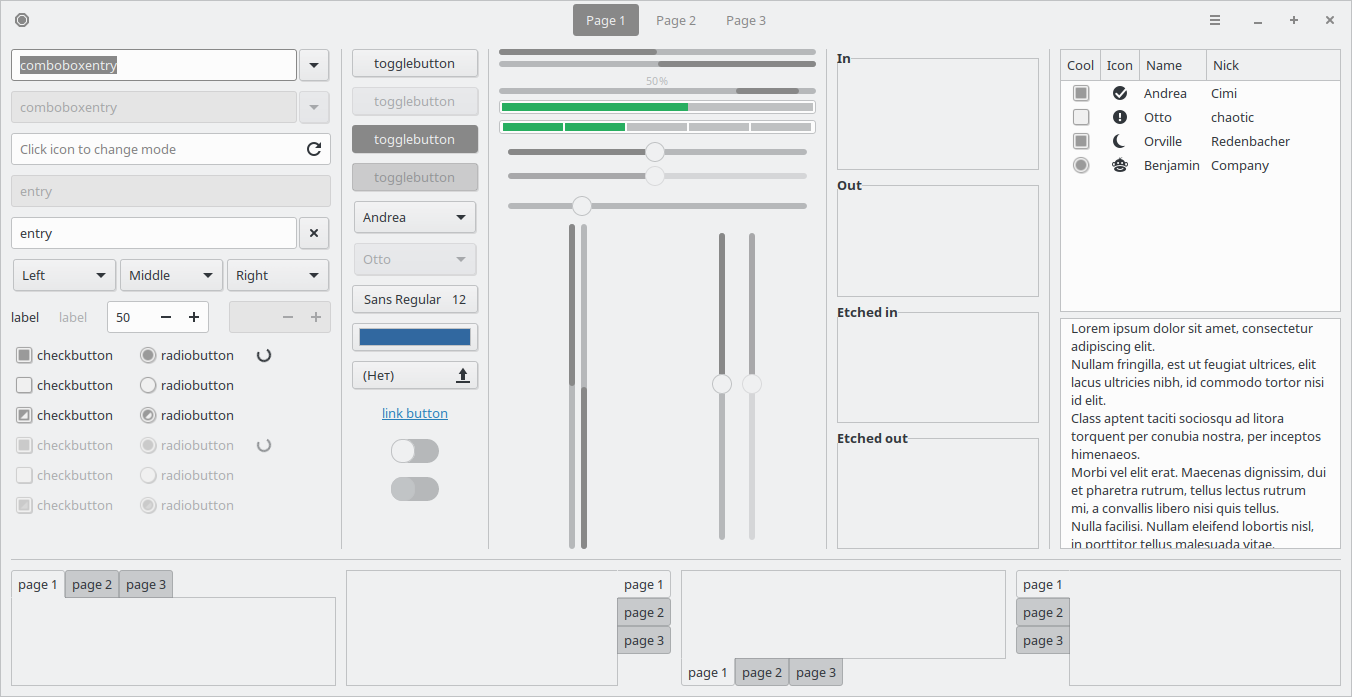 Page 1 Page 2 Page 3
comboboxentry
comboboxentry
Click icon to change mode
entry
entry
Left Middle Right
label label 50
checkbutton radiobutton
checkbutton radiobutton
checkbutton radiobutton
checkbutton radiobutton
checkbutton radiobutton
checkbutton radiobutton
togglebutton
togglebutton
togglebutton
togglebutton
Andrea
Otto
Sans Regular 12
(Нет)
link button
50%
In
Out
Etched in
Etched out
Cool Icon Name Nick
Andrea Cimi
Otto chaotic
Orville Redenbacher
Benjamin Company
Lorem ipsum dolor sit amet, consectetur
adipiscing elit.
Nullam fringilla, est ut feugiat ultrices, elit
lacus ultricies nibh, id commodo tortor nisi
id elit.
Class aptent taciti sociosqu ad litora
torquent per conubia nostra, per inceptos
himenaeos.
Morbi vel elit erat. Maecenas dignissim, dui
et pharetra rutrum, tellus lectus rutrum
mi, a convallis libero nisi quis tellus.
Nulla facilisi. Nullam eleifend lobortis nisl,
in porttitor tellus malesuada vitae.
page 1 page 2 page 3
page 1
page 2
page 3
page 1 page 2 page 3
page 1
page 2
page 3